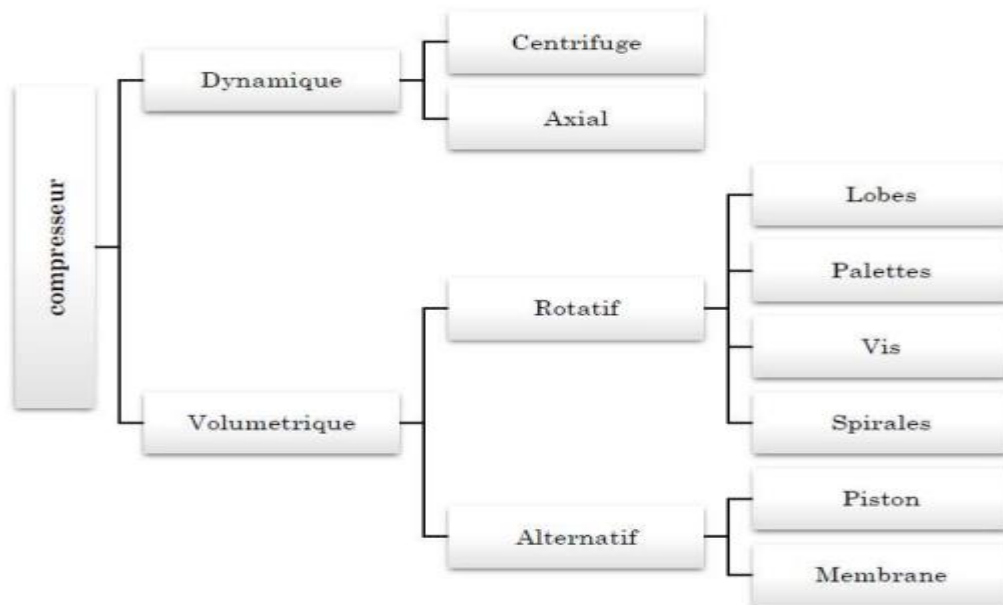 compresseur
Dynamique
Centrifuge
Axial
Volumetrique
Rotatif
Lobes
Palettes
Vis
Spirales
Alternatif
Piston
Membrane